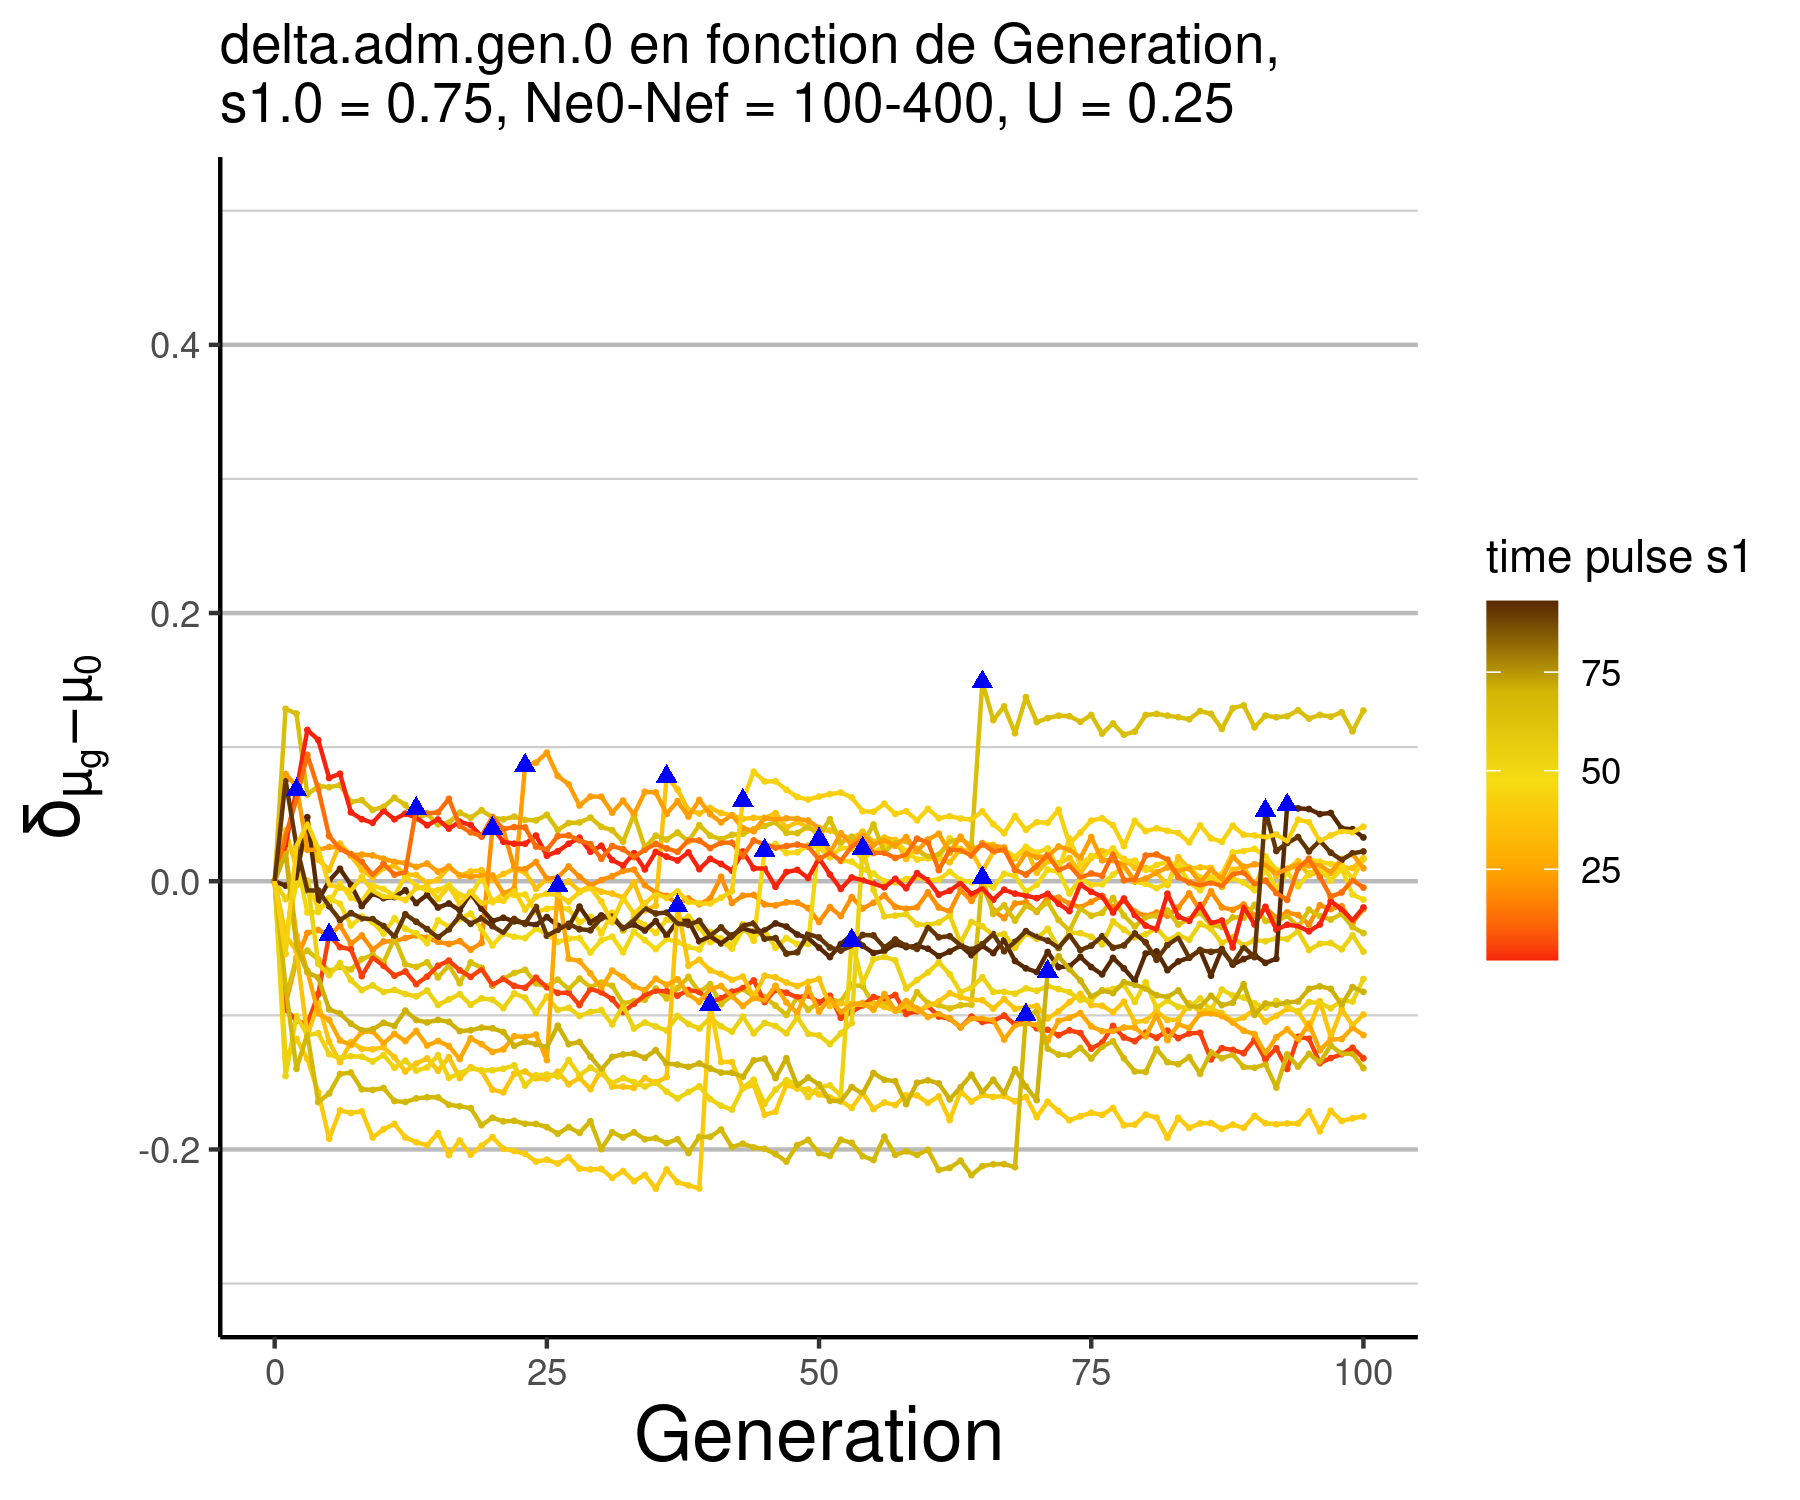 delta.adm.gen.0 en fonction de Generation,
s1.0 = 0.75, Ne0-Nef = 100-400, U = 0.25
0.4
0.2
0.0
-0.2
δμg−μ0
0 25 50 75 100
Generation
time pulse s1
75
50
25